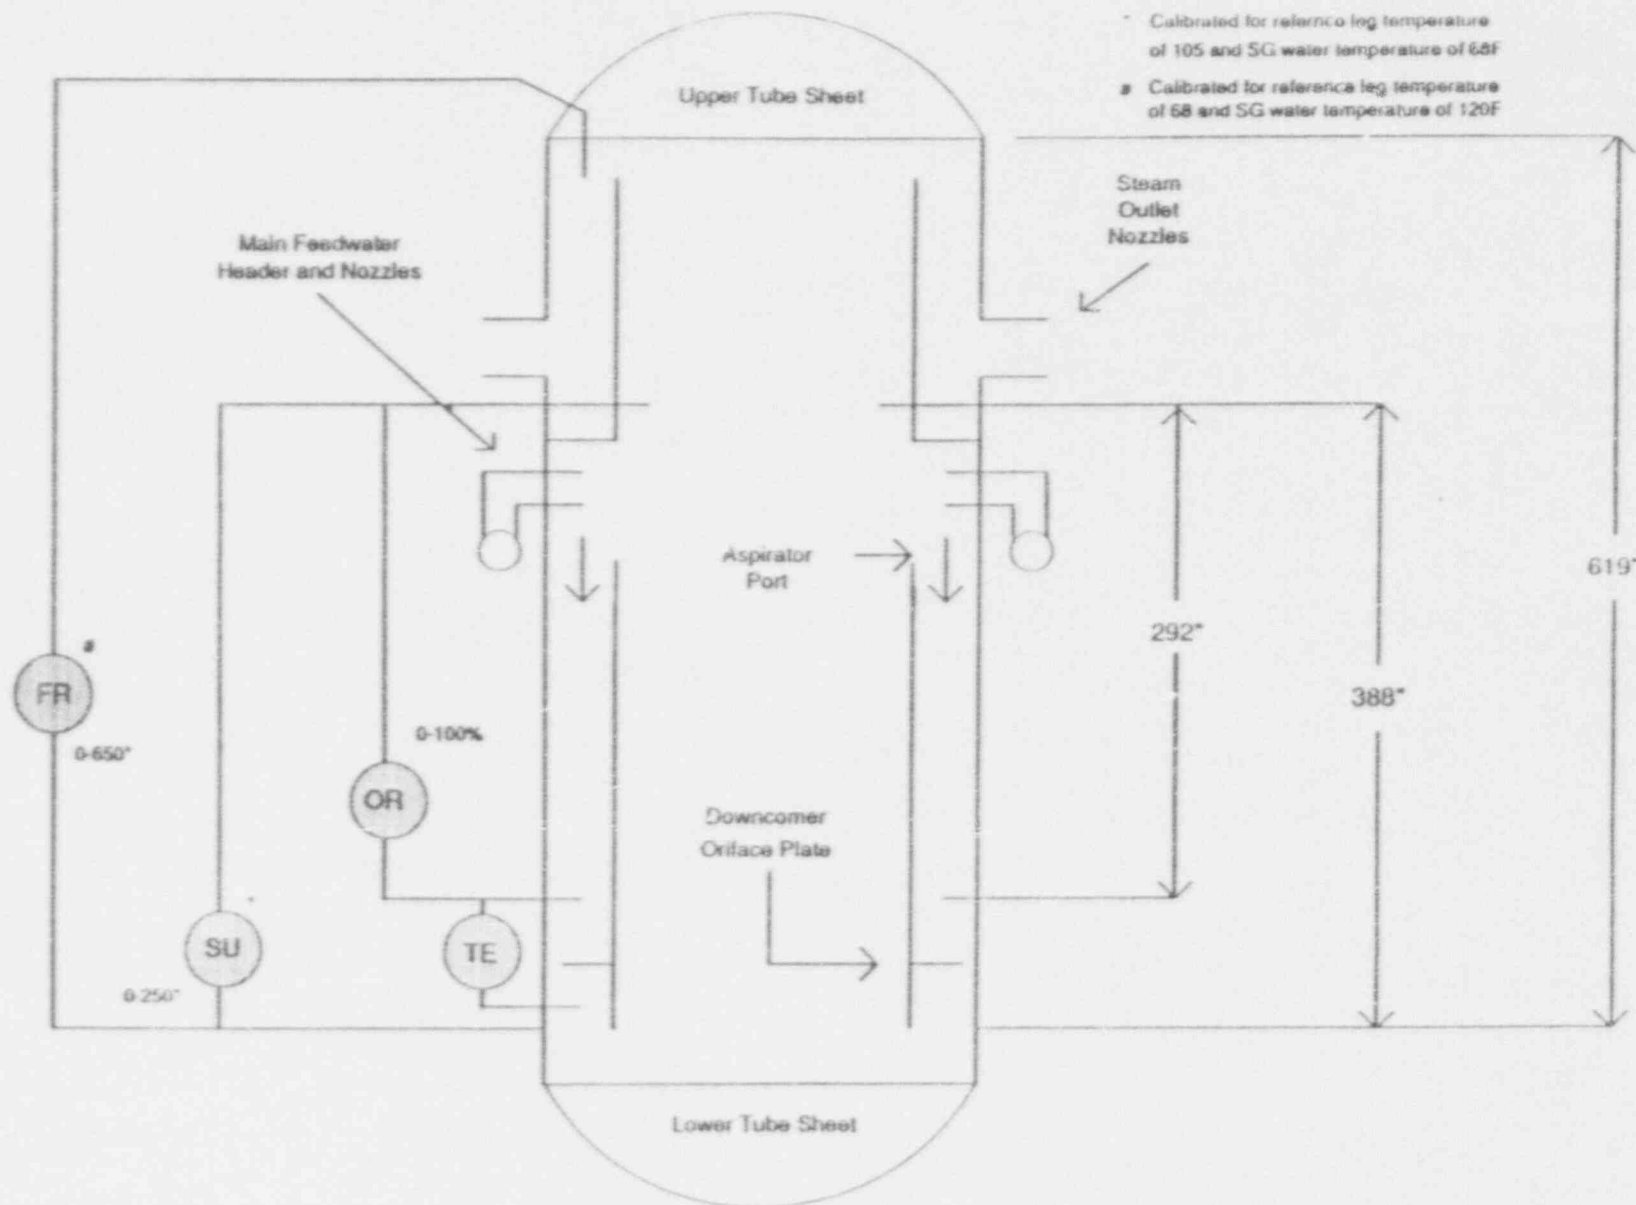 Calibrated for refernco leg temperature
of 105 and SG water temperature of 68F
Calibrated for reference leg temperature
of 68 and SG water temperature of 120F
Upper Tube Sheet
Steam
Outlet
Nozzles
Main Feedwater
Header and Nozzles
Aspirator
Port
619"
292"
388"
FR
0-650"
0-100%
OR
Downcomer
Oriface Plate
SU
TE
0-250"
Lower Tube Sheet